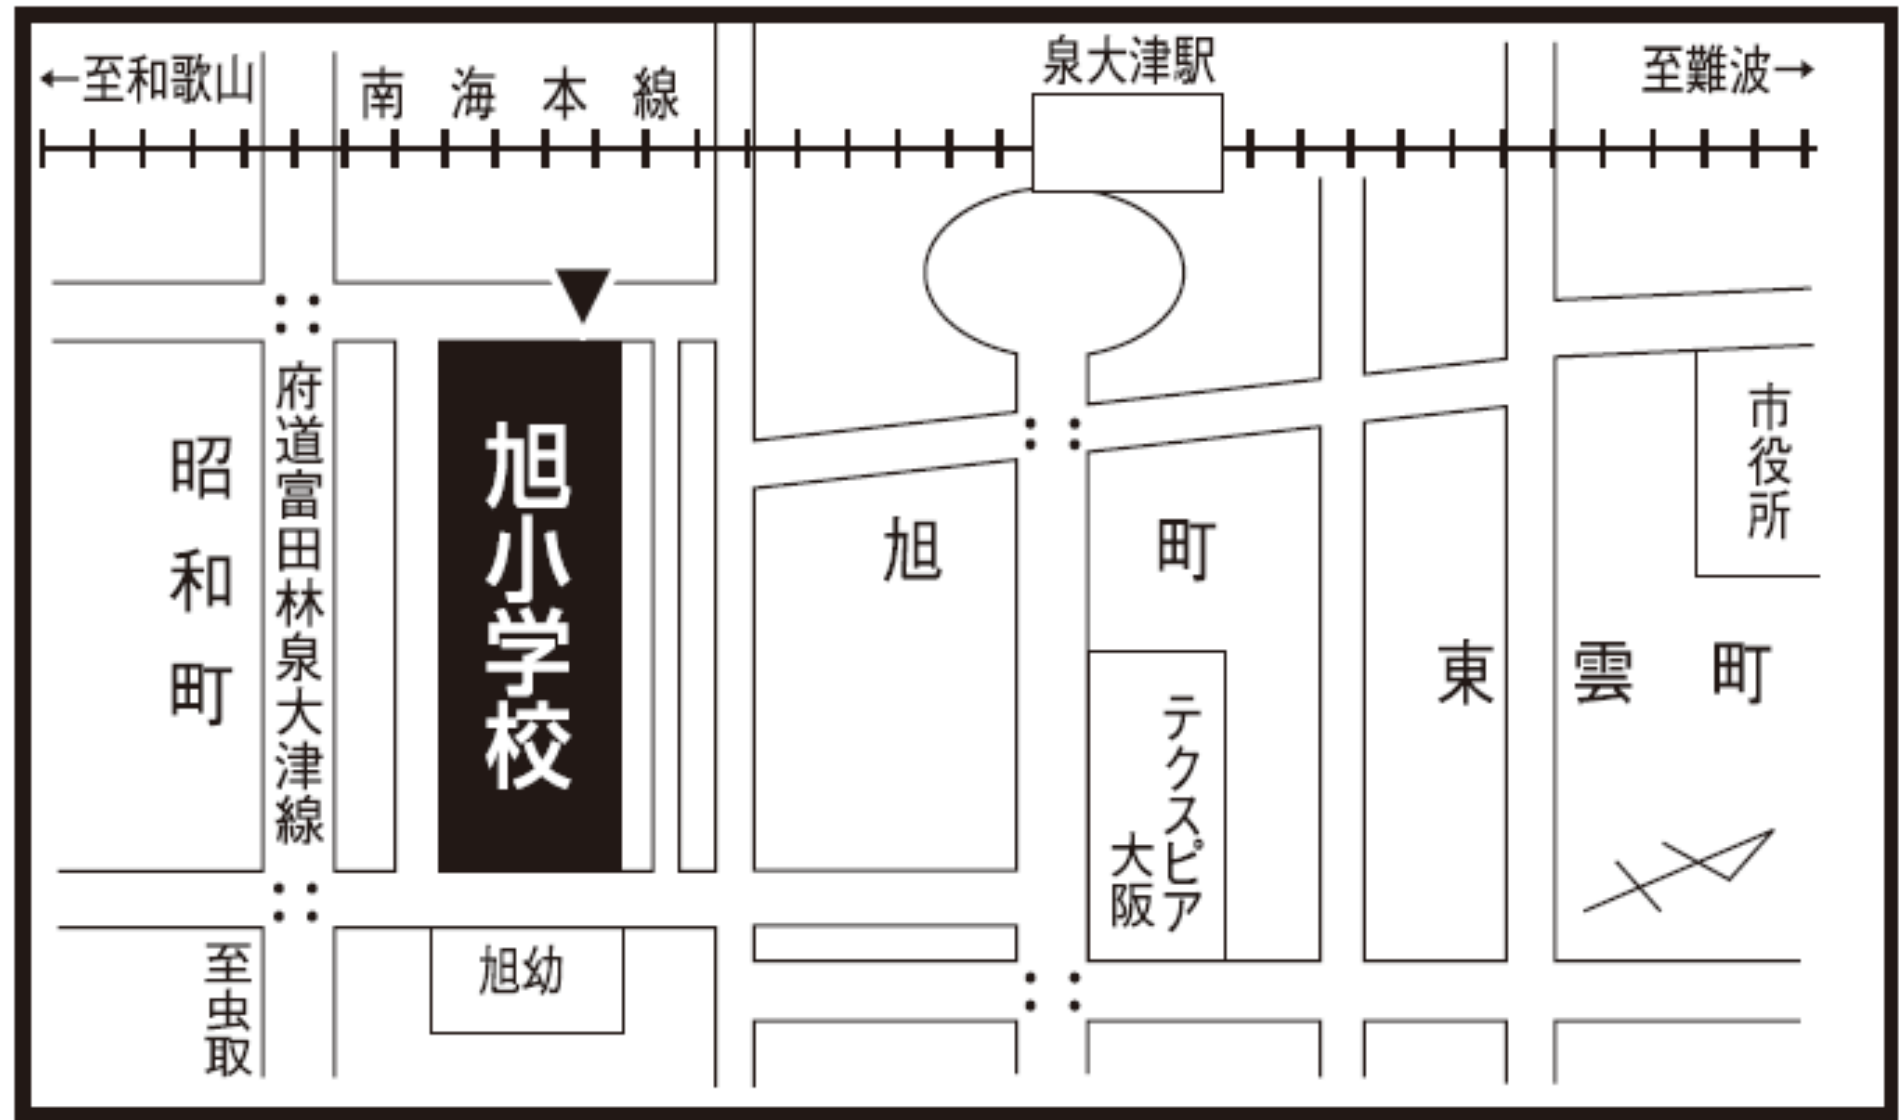 ←至和歌山
南海本線
泉大津駅
至難波→
昭和町
府道富田林泉大津線
旭小学校
旭町
市役所
東雲町
テクスピア
大阪
旭幼
至虫取